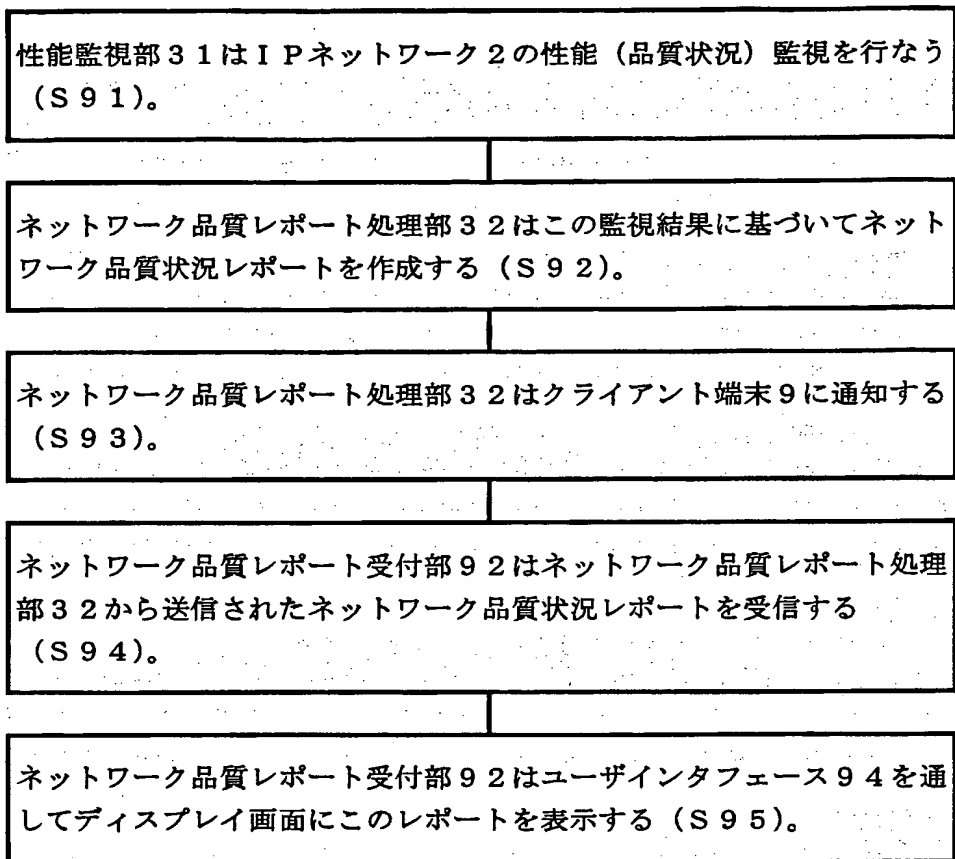 性能監視部３１はＩＰネットワーク２の性能（品質状況）監視を行なう
（Ｓ９１）。
ネットワーク品質レポート処理部３２はこの監視結果に基づいてネット
ワーク品質状況レポートを作成する（Ｓ９２）。
ネットワーク品質レポート処理部３２はクライアント端末９に通知する
（Ｓ９３）。
ネットワーク品質レポート受付部９２はネットワーク品質レポート処理
部３２から送信されたネットワーク品質状況レポートを受信する
（Ｓ９４）。
ネットワーク品質レポート受付部９２はユーザインタフェース９４を通
してディスプレイ画面にこのレポートを表示する（Ｓ９５）。